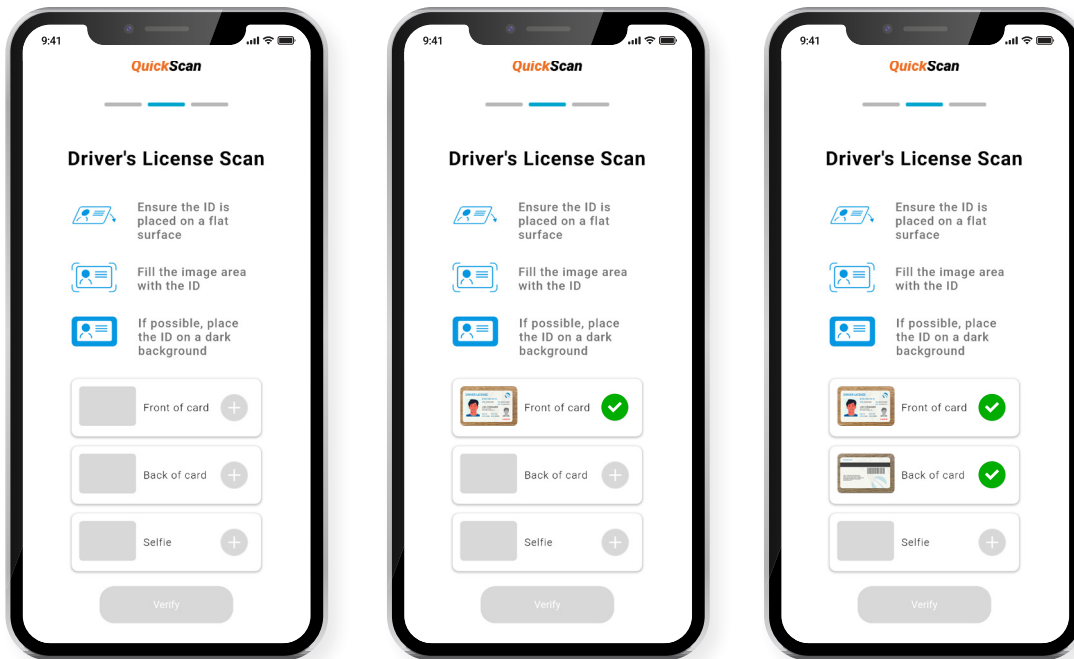 9:41
QuickScan
Driver's License Scan
Ensure the ID is
placed on a flat
surface
Fill the image area
with the ID
If possible, place
the ID on a dark
background
Front of card
Back of card
Selfie
Verify
9:41
QuickScan
Driver's License Scan
Ensure the ID is
placed on a flat
surface
Fill the image area
with the ID
If possible, place
the ID on a dark
background
DRIVER LICENSE
Front of card
Back of card
Selfie
Verify
9:41
QuickScan
Driver's License Scan
Ensure the ID is
placed on a flat
surface
Fill the image area
with the ID
If possible, place
the ID on a dark
background
DRIVER LICENSE
Front of card
Back of card
Selfie
Verify